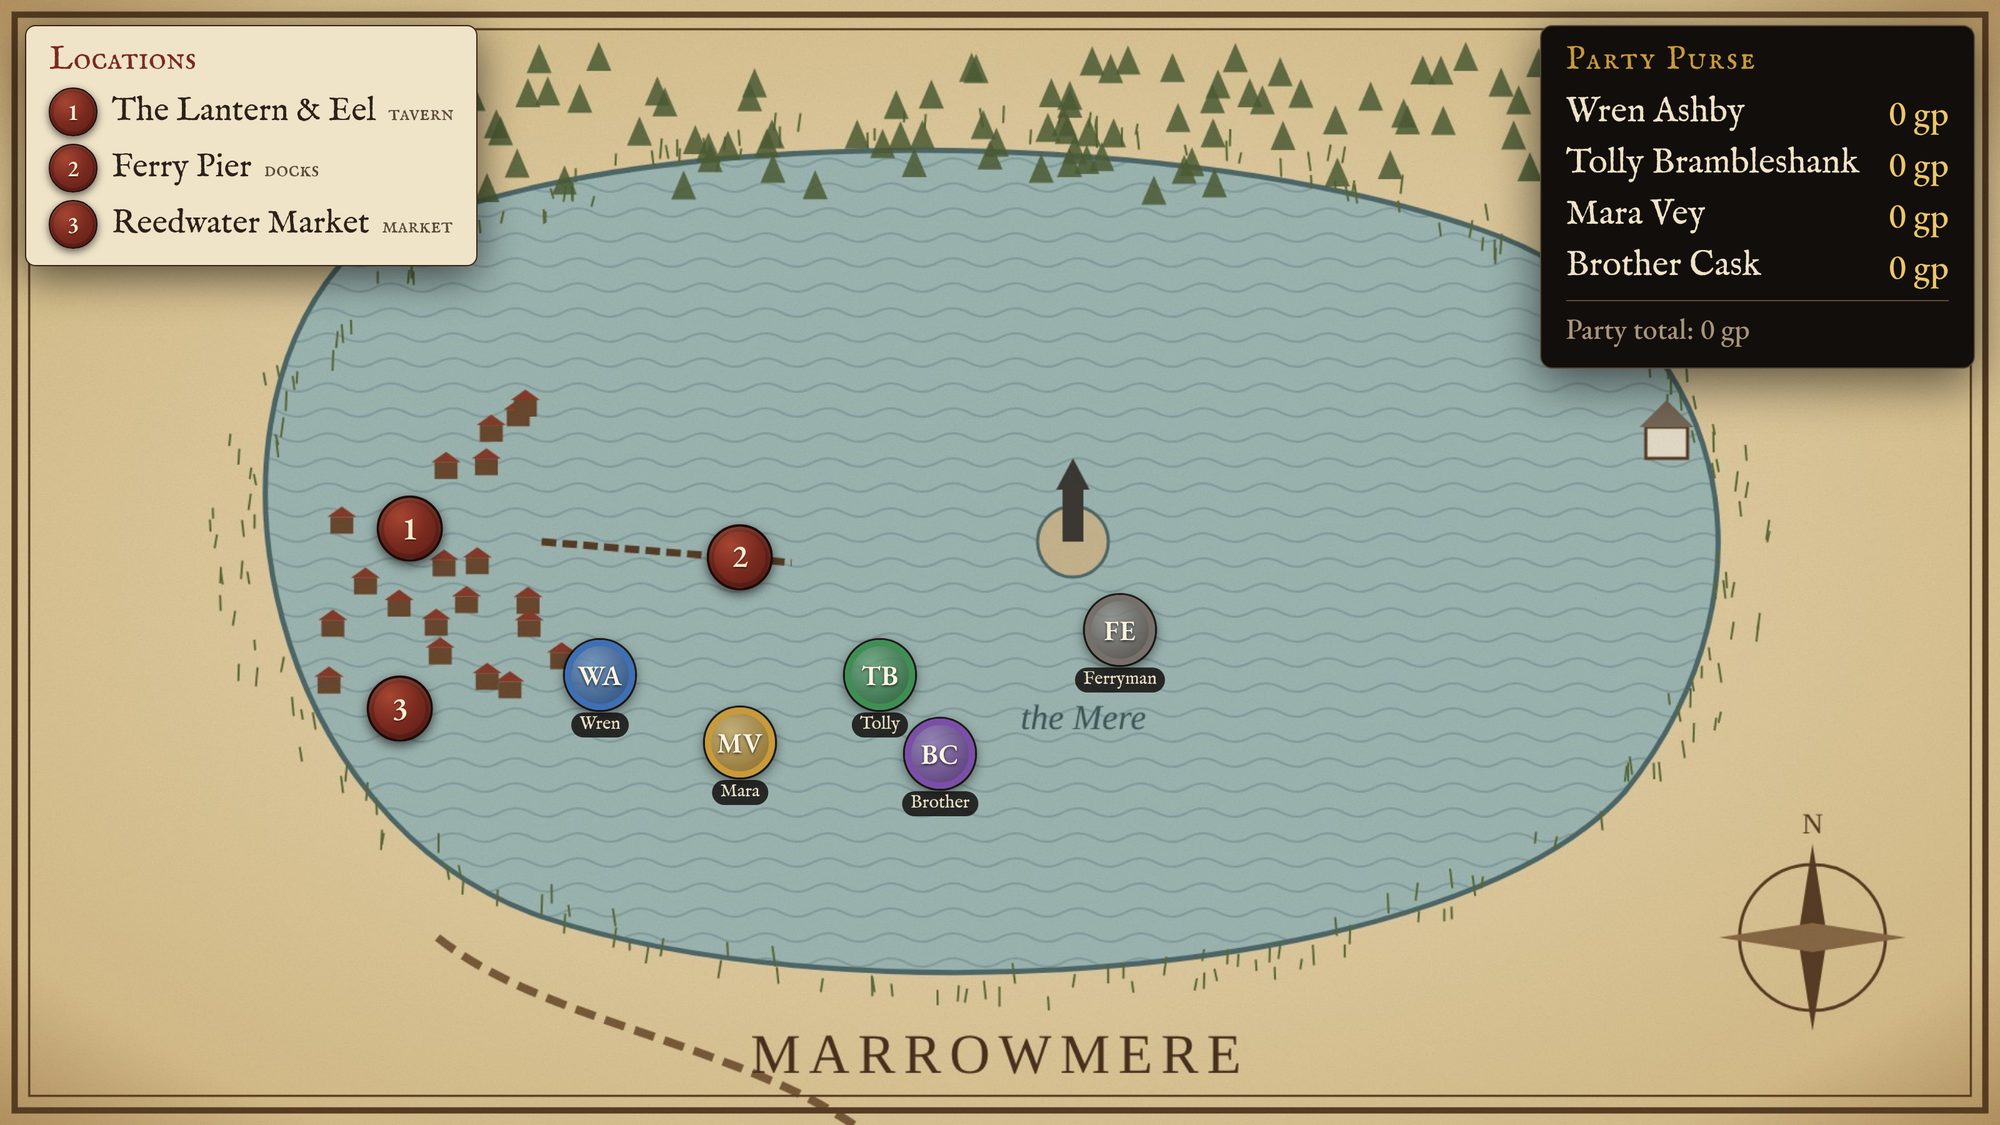 Locations
1 The Lantern & Eel TAVERN
2 Ferry Pier DOCKS
3 Reedwater Market MARKET
Party Purse
Wren Ashby 0 gp
Tolly Brambleshank 0 gp
Mara Vey 0 gp
Brother Cask 0 gp
Party total: 0 gp
1
2
3
WA
Wren
MV
Mara
TB
Tolly
BC
Brother
FE
Ferryman
the Mere
N
MARROWMERE